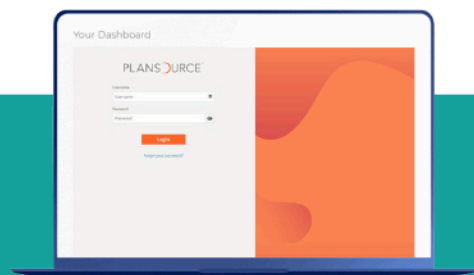 Your Dashboard
PLANSOURCE
Username
Username
Password
Password
Login
Forgot your password?